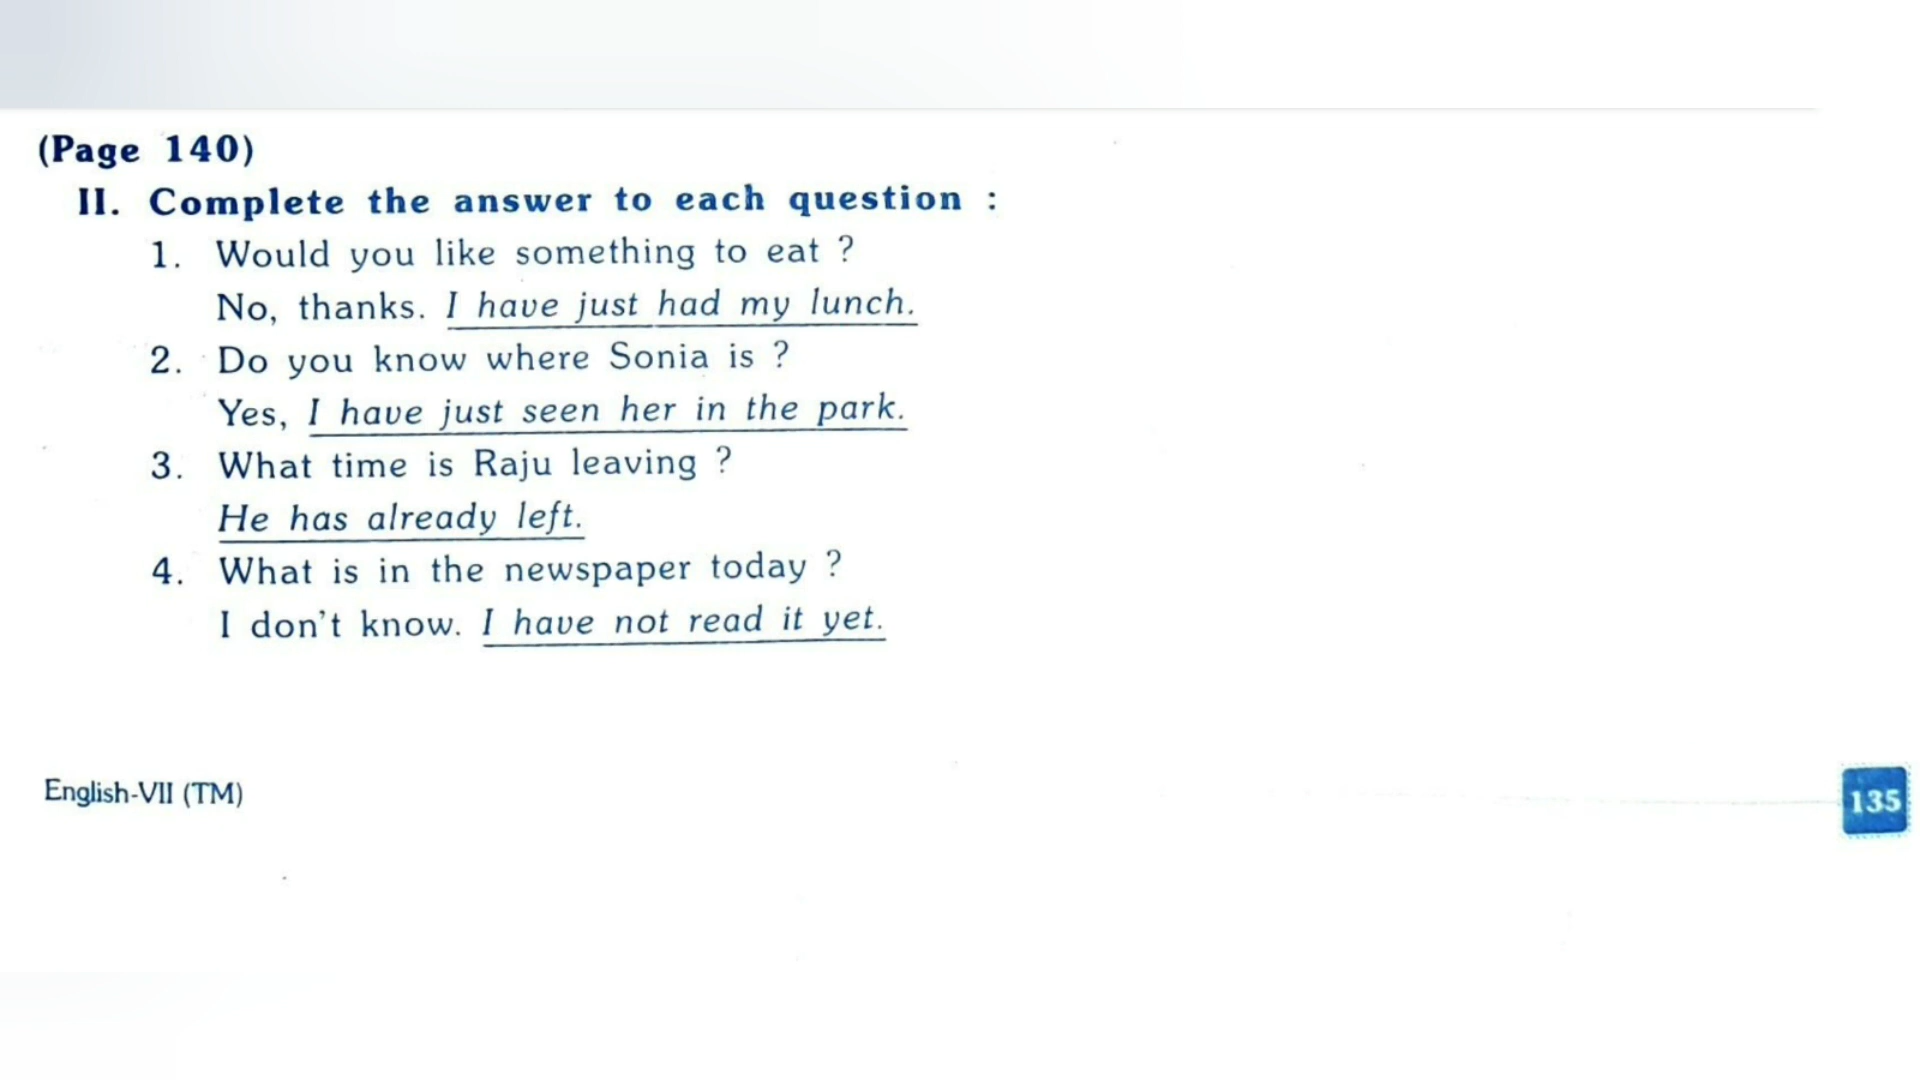 (Page 140)
II. Complete the answer to each question :
1. Would you like something to eat ?
No, thanks. I have just had my lunch.
2. Do you know where Sonia is ?
Yes, I have just seen her in the park.
3. What time is Raju leaving ?
He has already left.
4. What is in the newspaper today ?
I don't know. I have not read it yet.
English-VII (TM)
135